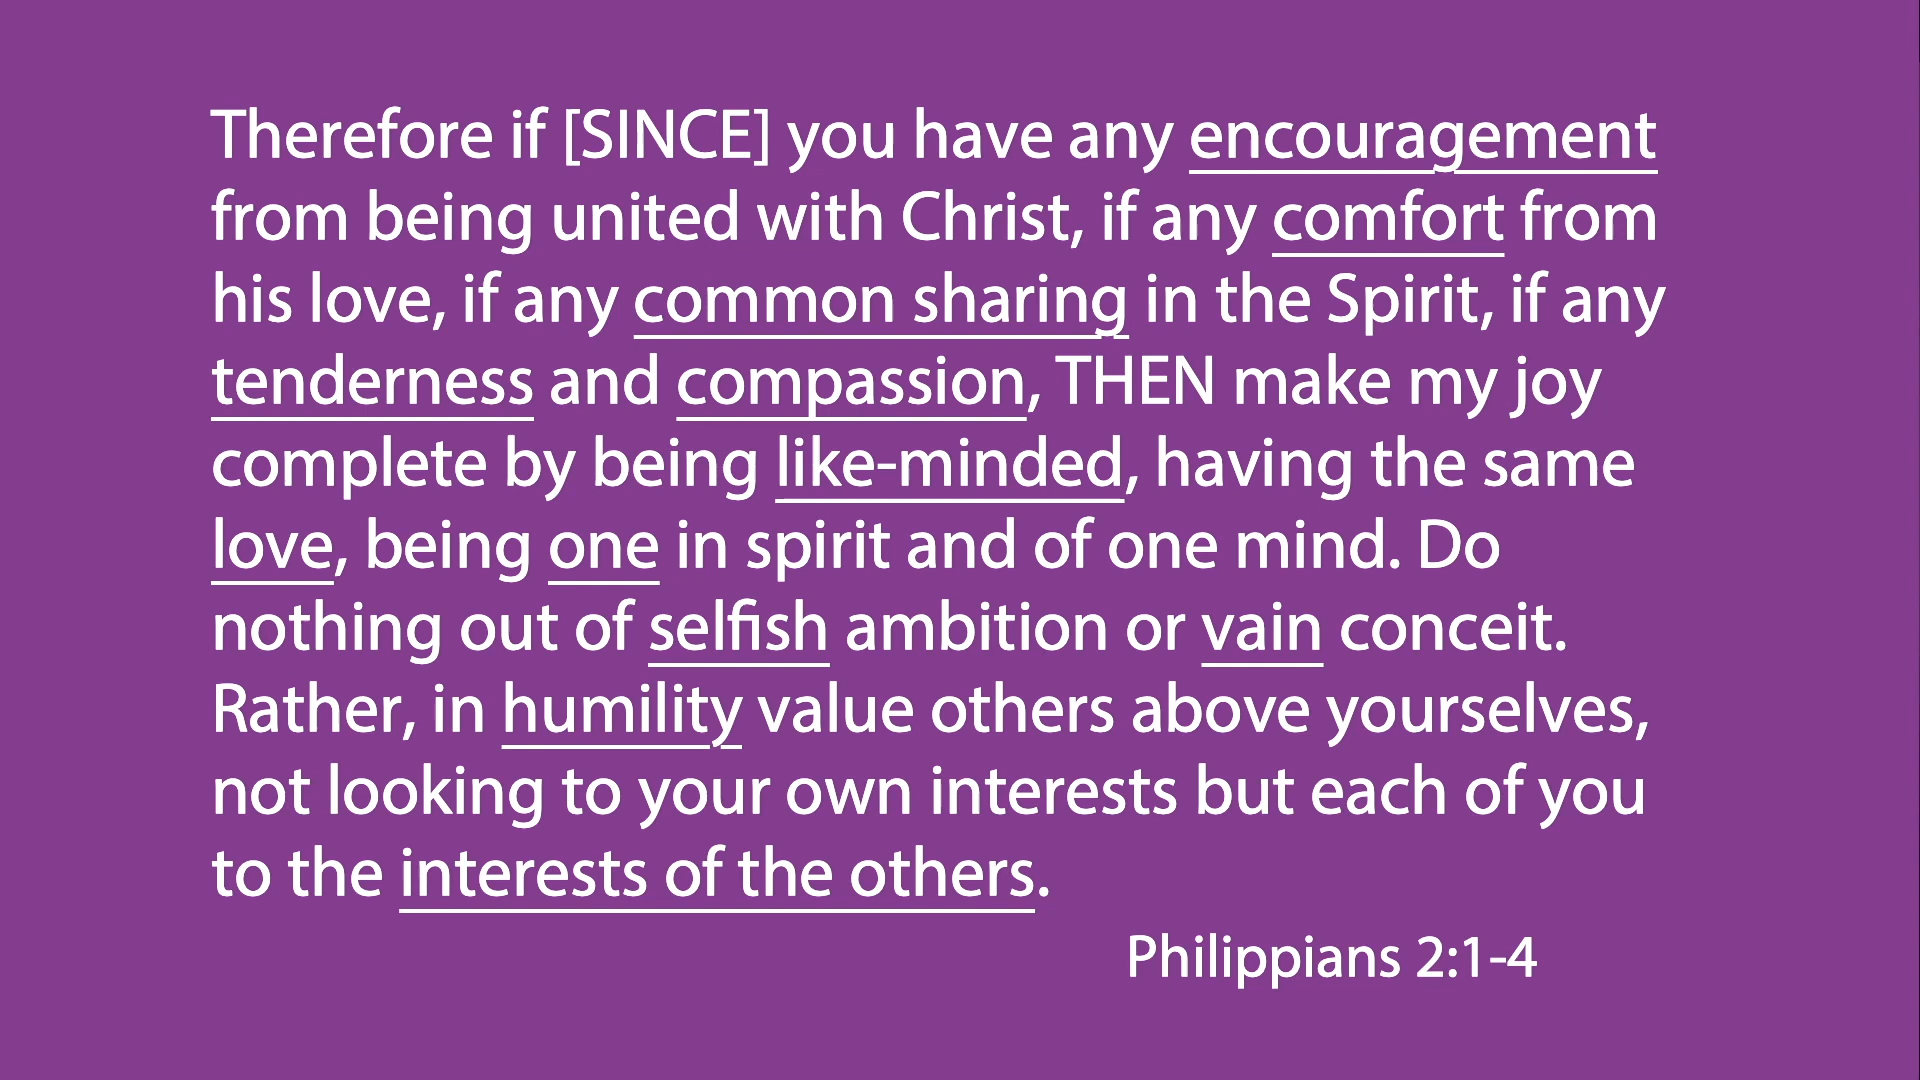 Therefore if [SINCE] you have any encouragement
from being united with Christ, if any comfort from
his love, if any common sharing in the Spirit, if any
tenderness and compassion, THEN make my joy
complete by being like-minded, having the same
love, being one in spirit and of one mind. Do
nothing out of selfish ambition or vain conceit.
Rather, in humility value others above yourselves,
not looking to your own interests but each of you
to the interests of the others.
Philippians 2:1-4